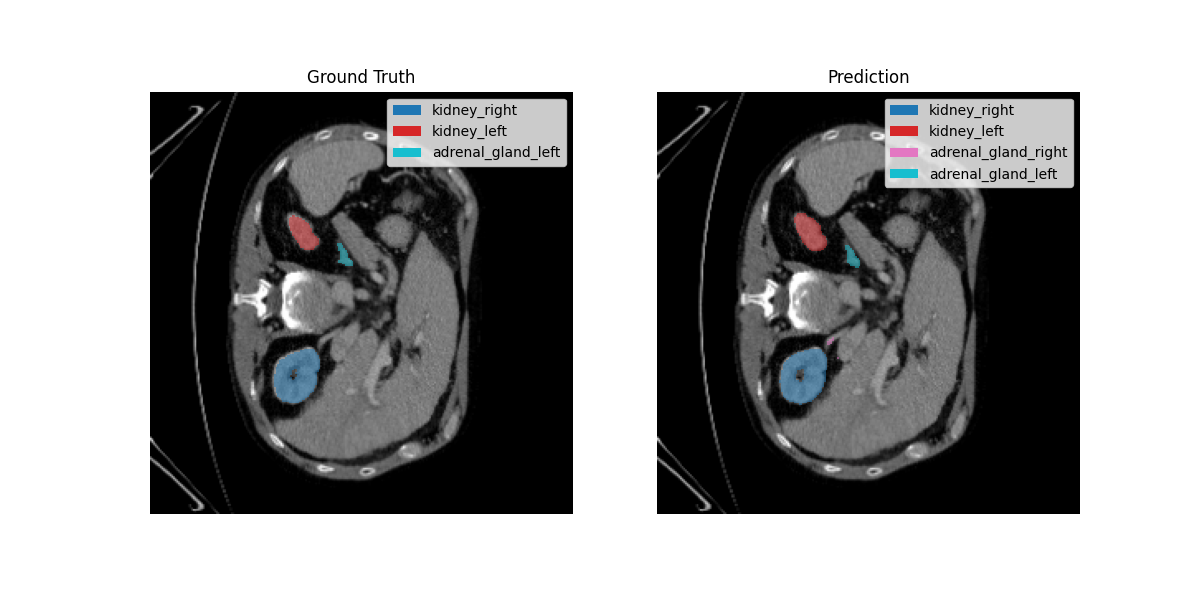 Ground Truth
kidney_right
kidney_left
adrenal_gland_left
Prediction
kidney_right
kidney_left
adrenal_gland_right
adrenal_gland_left